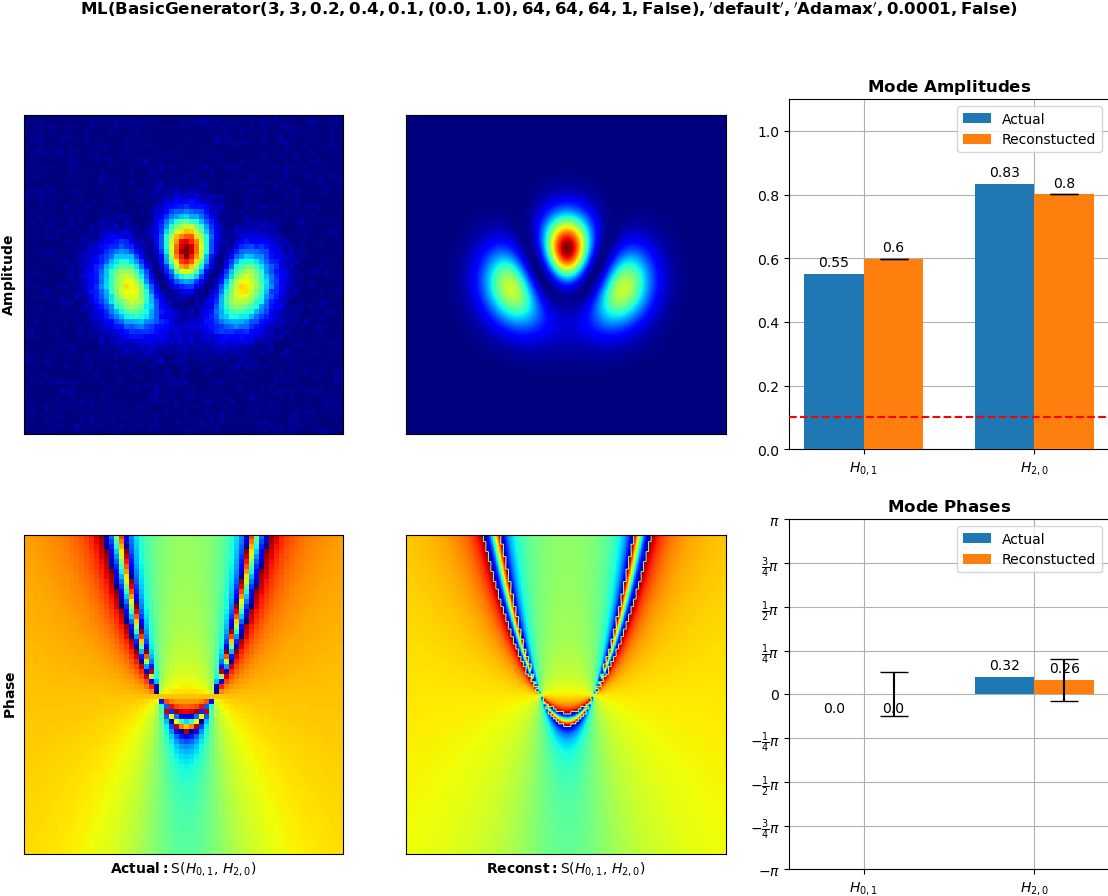 ML(BasicGenerator(3, 3, 0.2, 0.4, 0.1, (0.0, 1.0), 64, 64, 64, 1, False), ′default′, ′Adamax′, 0.0001, False)
Amplitude
Mode Amplitudes
Actual
Reconstucted
1.0
0.8
0.6
0.4
0.2
0.0
0.55
0.6
0.83
0.8
H₀,₁
H₂,₀
Phase
Actual: S(H₀,₁, H₂,₀)
Reconst: S(H₀,₁, H₂,₀)
Mode Phases
Actual
Reconstucted
π
3/4π
1/2π
1/4π
0
−1/4π
−1/2π
−3/4π
−π
0.0
0.0
0.32
0.26
H₀,₁
H₂,₀